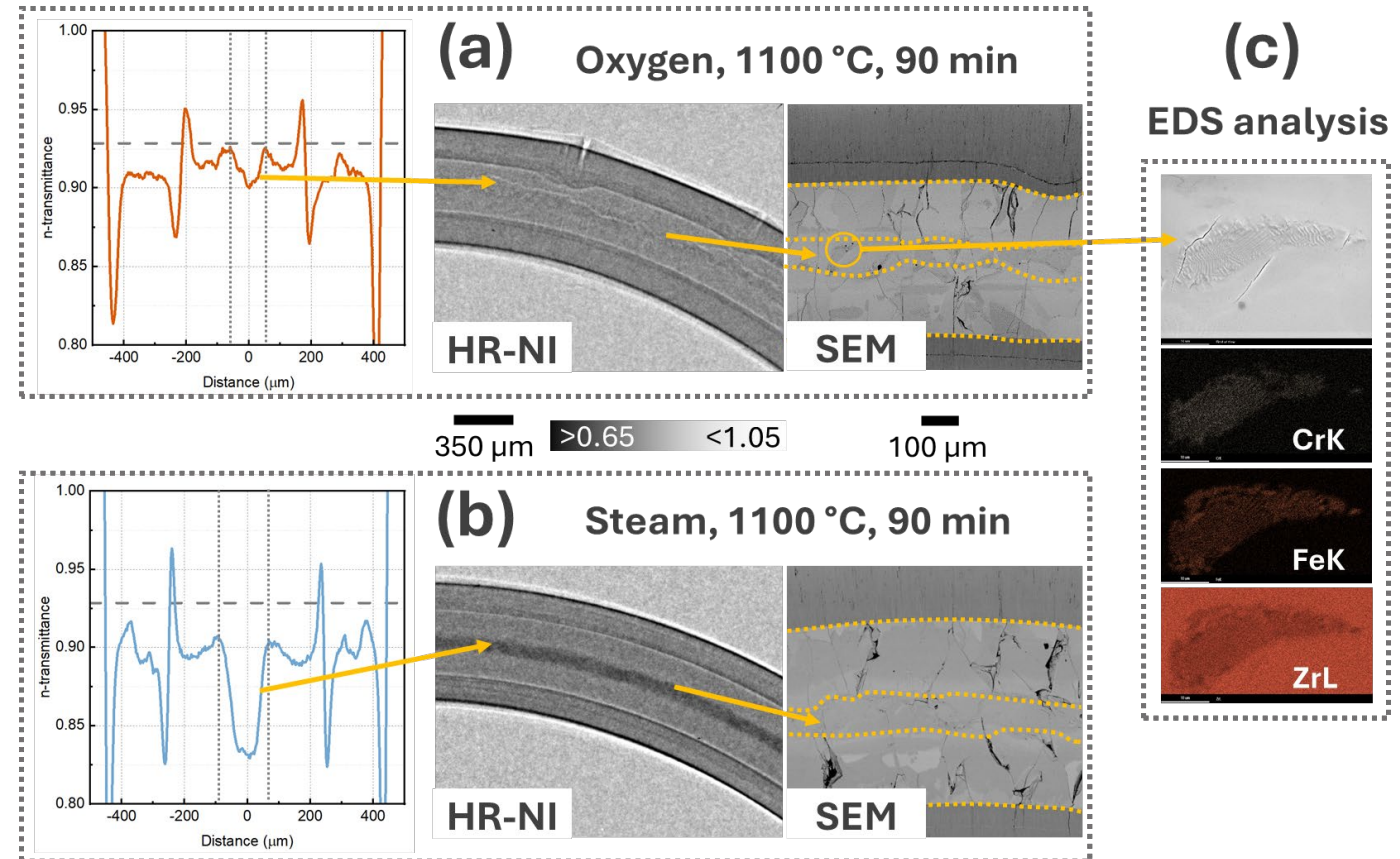 (a)
Oxygen, 1100 °C, 90 min
1.00
0.95
0.90
0.85
0.80
n-transmittance
-400 -200 0 200 400
Distance (µm)
HR-NI
SEM
350 µm
>0.65 <1.05
100 µm
(b)
Steam, 1100 °C, 90 min
1.00
0.95
0.90
0.85
0.80
n-transmittance
-400 -200 0 200 400
Distance (µm)
HR-NI
SEM
(c)
EDS analysis
CrK
FeK
ZrL